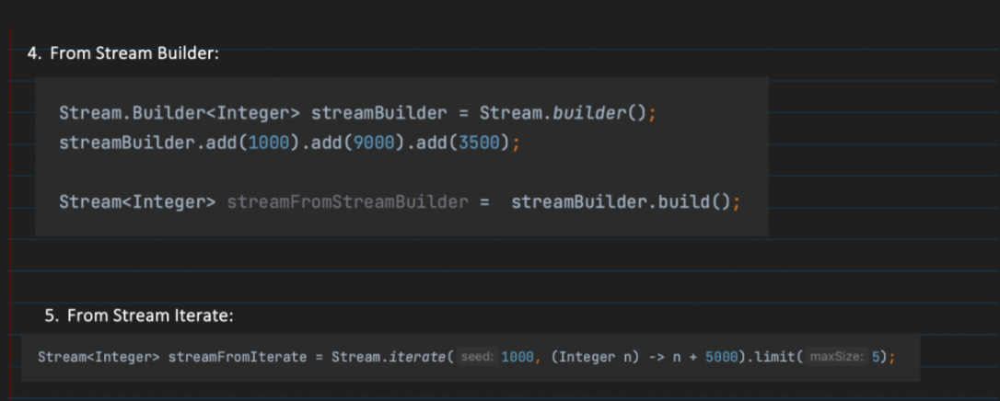 4. From Stream Builder:
Stream.Builder<Integer> streamBuilder = Stream.builder();
streamBuilder.add(1000).add(9000).add(3500);
Stream<Integer> streamFromStreamBuilder = streamBuilder.build();
5. From Stream Iterate:
Stream<Integer> streamFromIterate = Stream.iterate( seed: 1000, (Integer n) -> n + 5000).limit( maxSize: 5);